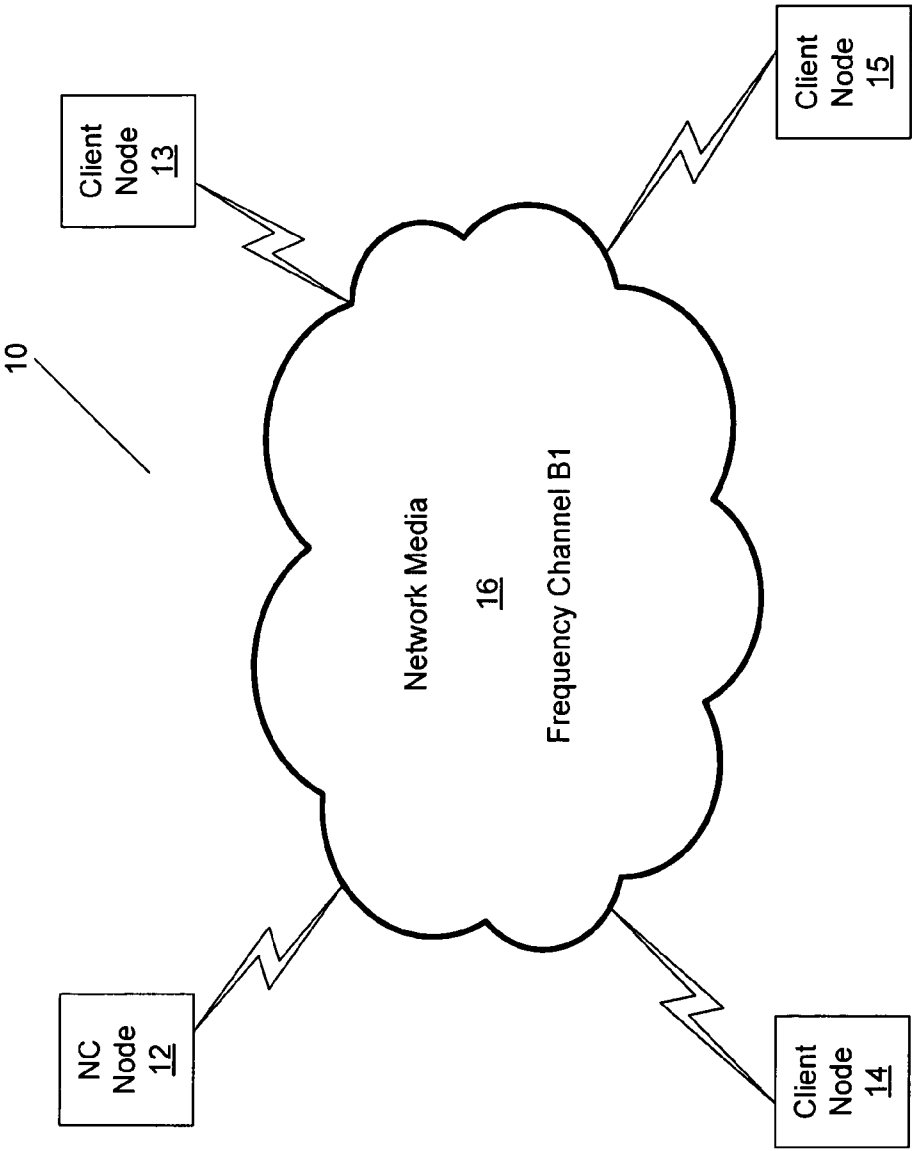 10
NC
Node
12
Client
Node
13
Network Media
16
Frequency Channel B1
Client
Node
14
Client
Node
15